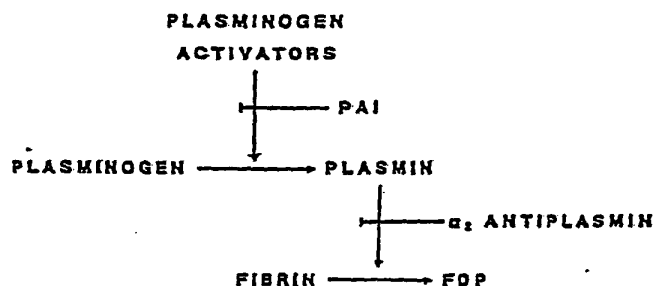 PLASMINOGEN
ACTIVATORS
PAI
PLASMINOGEN PLASMIN
α₂ ANTIPLASMIN
FIBRIN FDP